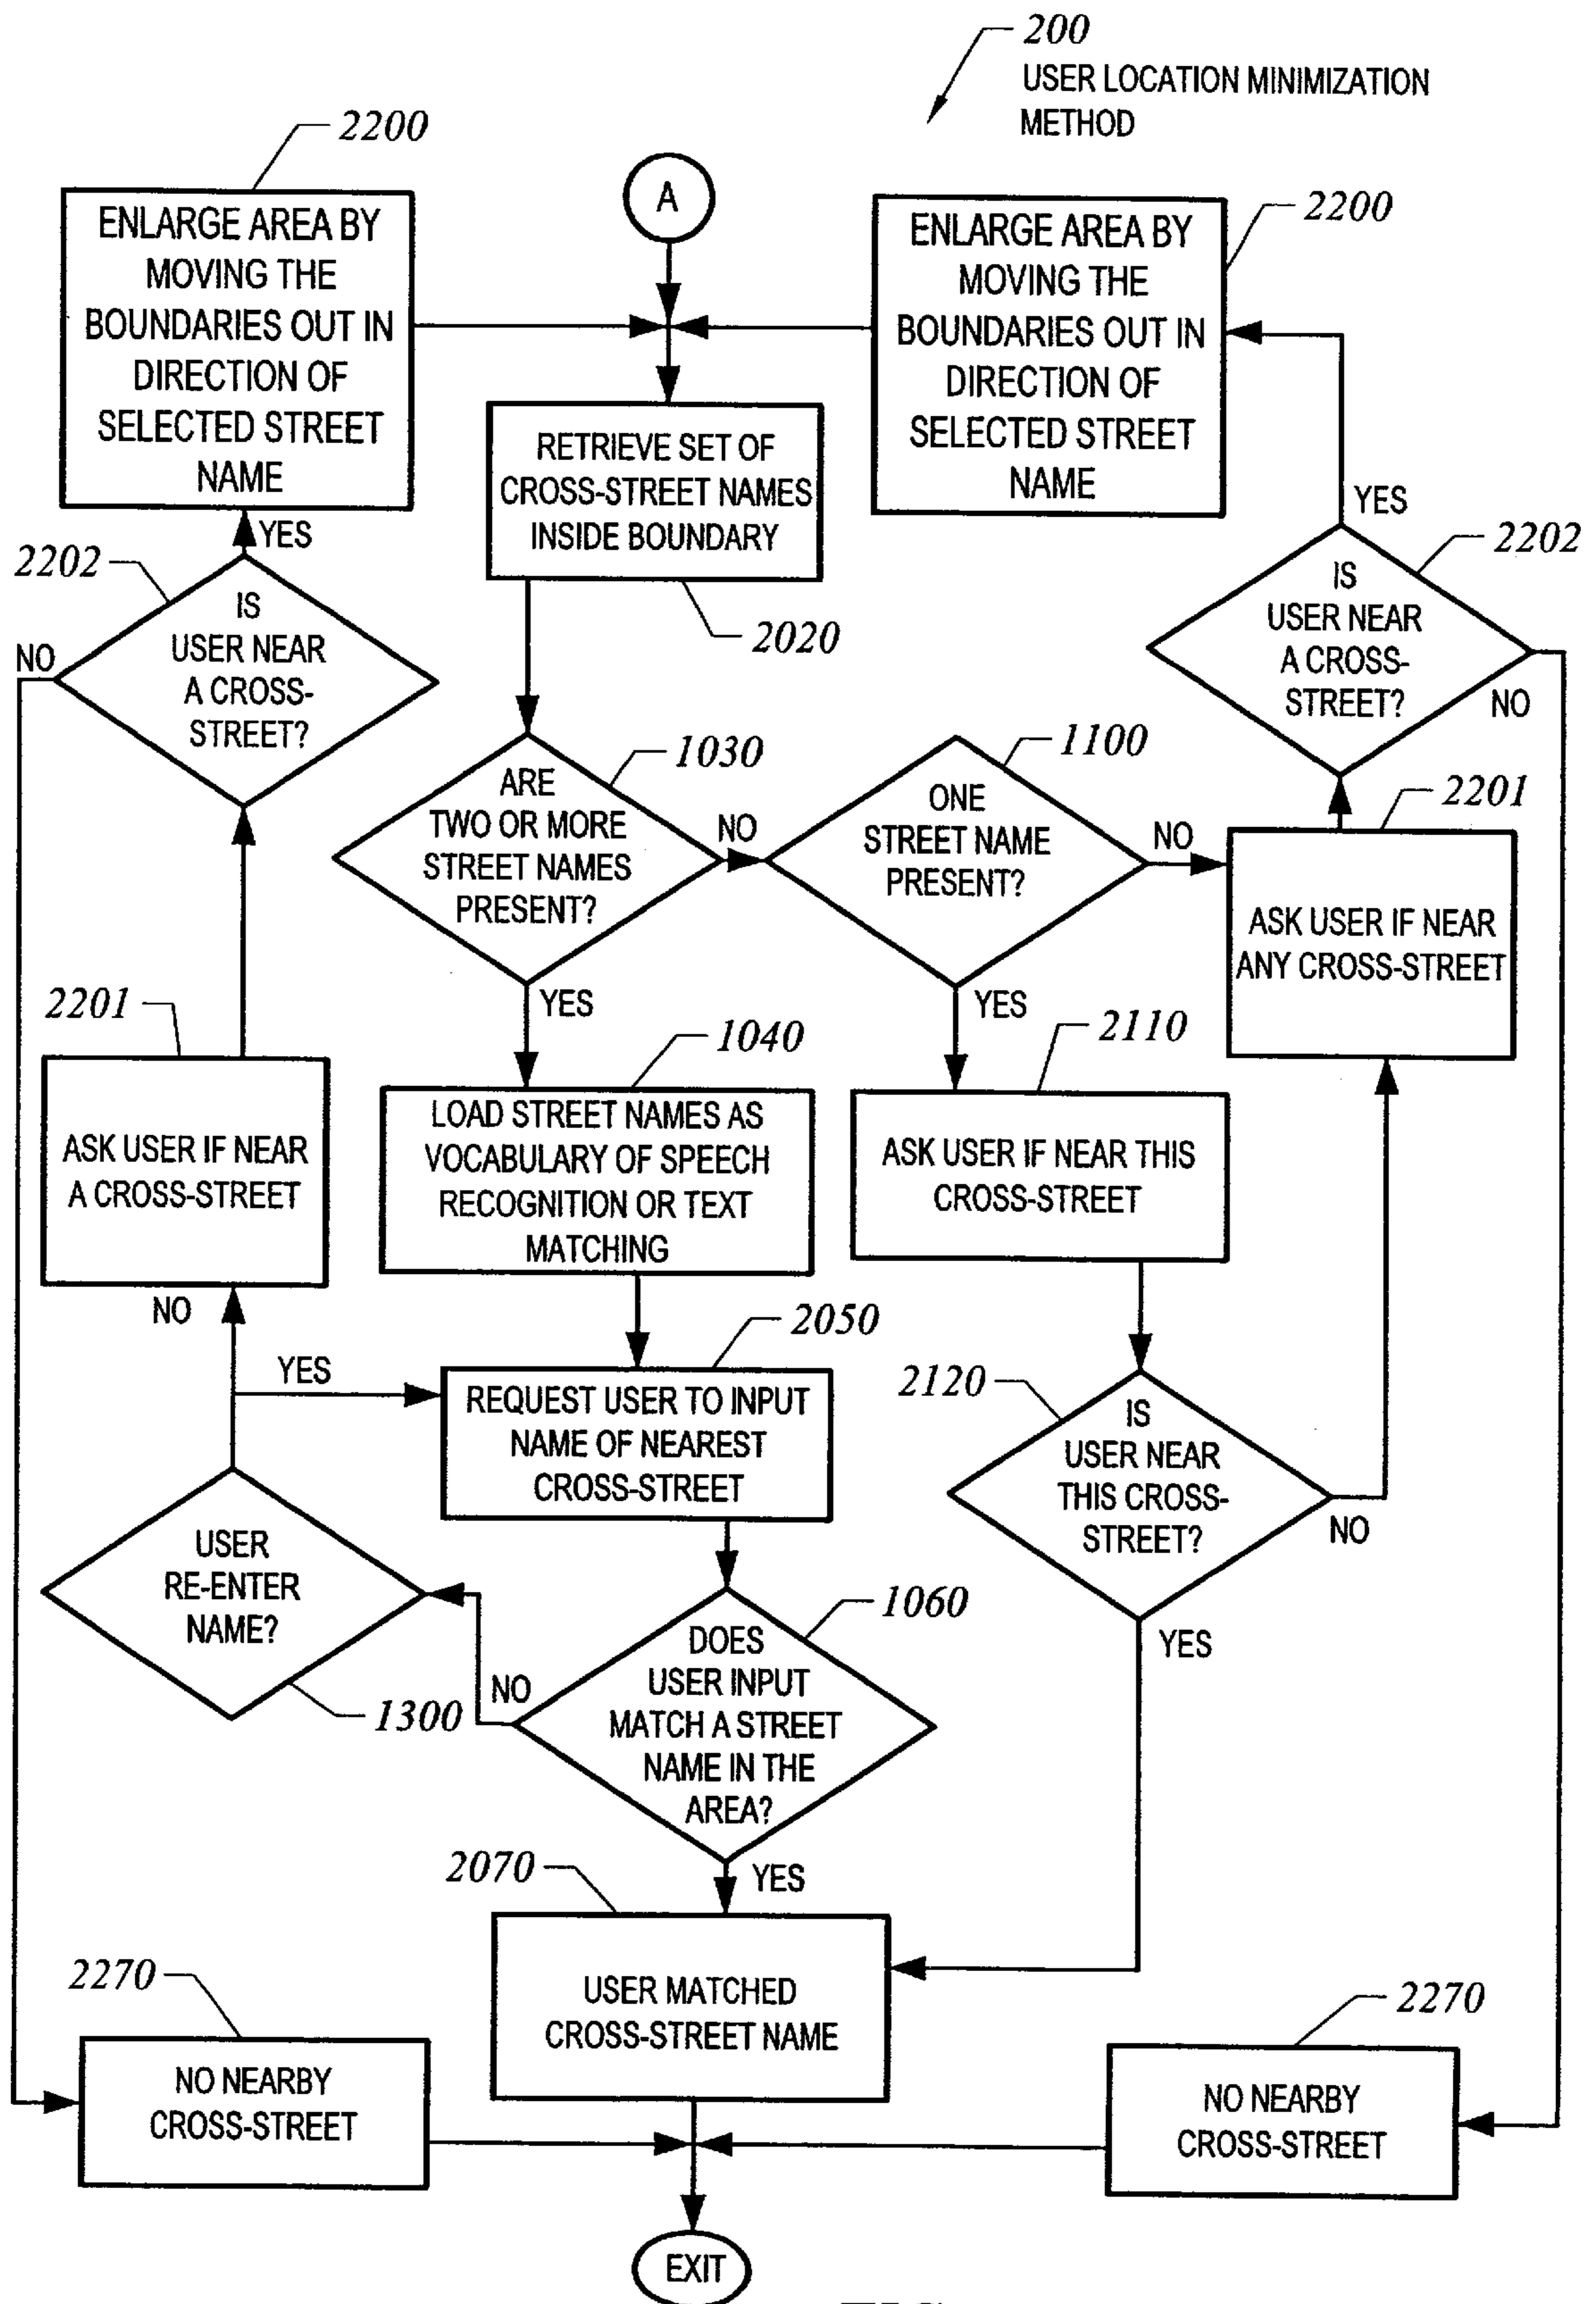 200
USER LOCATION MINIMIZATION
METHOD
2200
A
2200
ENLARGE AREA BY
MOVING THE
BOUNDARIES OUT IN
DIRECTION OF
SELECTED STREET
NAME
ENLARGE AREA BY
MOVING THE
BOUNDARIES OUT IN
DIRECTION OF
SELECTED STREET
NAME
RETRIEVE SET OF
CROSS-STREET NAMES
INSIDE BOUNDARY
2020
YES
2202
IS
USER NEAR
A CROSS-
STREET?
NO
YES
2202
IS
USER NEAR
A CROSS-
STREET?
NO
1030
ARE
TWO OR MORE
STREET NAMES
PRESENT?
NO
YES
1100
ONE
STREET NAME
PRESENT?
NO
YES
2201
ASK USER IF NEAR
ANY CROSS-STREET
2201
ASK USER IF NEAR
A CROSS-STREET
NO
1040
LOAD STREET NAMES AS
VOCABULARY OF SPEECH
RECOGNITION OR TEXT
MATCHING
2110
ASK USER IF NEAR THIS
CROSS-STREET
YES
2050
REQUEST USER TO INPUT
NAME OF NEAREST
CROSS-STREET
2120
IS
USER NEAR
THIS CROSS-
STREET?
NO
YES
USER
RE-ENTER
NAME?
1300
1060
DOES
USER INPUT
MATCH A STREET
NAME IN THE
AREA?
NO
YES
2070
USER MATCHED
CROSS-STREET NAME
2270
NO NEARBY
CROSS-STREET
2270
NO NEARBY
CROSS-STREET
EXIT